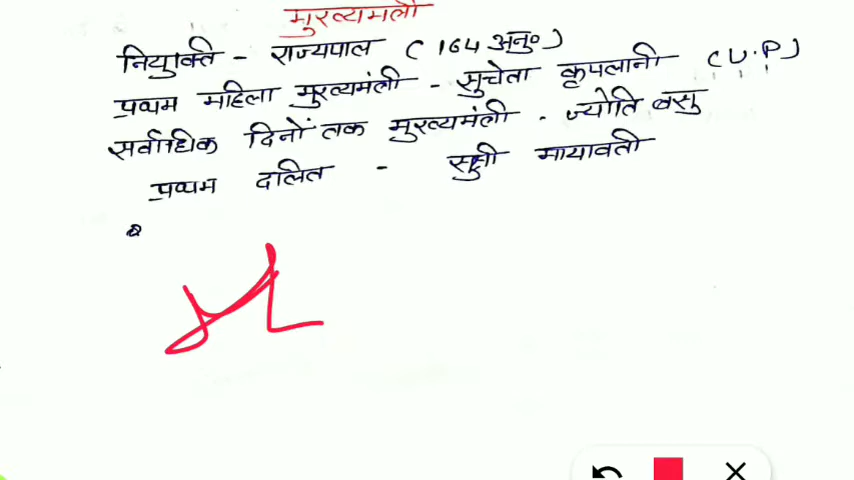 मुख्यमंत्री
नियुक्ति - राज्यपाल (164 अनु०)
प्रथम महिला मुख्यमंत्री - सुचेता कृपलानी (U.P)
सर्वाधिक दिनों तक मुख्यमंत्री - ज्योति बसु
प्रथम दलित - सुश्री मायावती